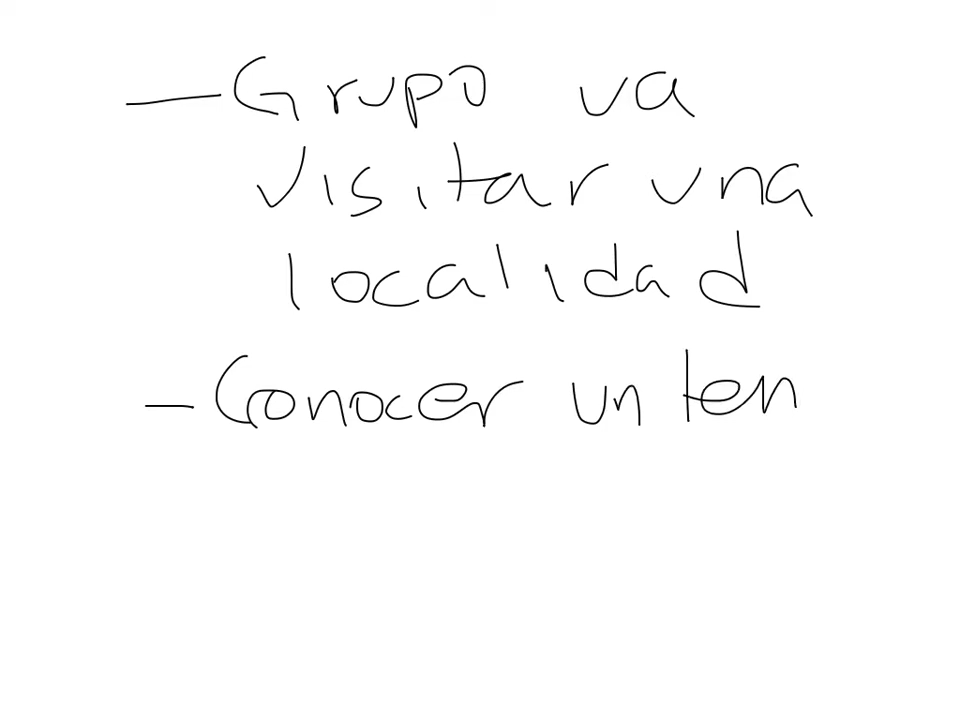 - Grupo va
visitar una
localidad
- Conocer un ten